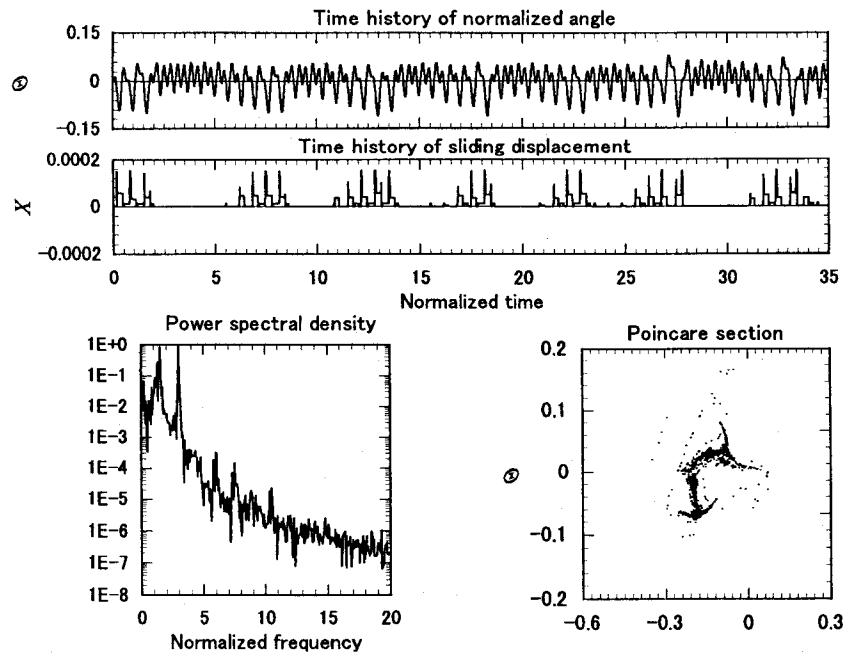 Time history of normalized angle
0.15
0
-0.15
Θ
Time history of sliding displacement
0.0002
0
-0.0002
X
0 5 10 15 20 25 30 35
Normalized time
Power spectral density
1E+0
1E-1
1E-2
1E-3
1E-4
1E-5
1E-6
1E-7
1E-8
0 5 10 15 20
Normalized frequency
Poincare section
0.2
0.1
0
-0.1
-0.2
Θ
-0.6 -0.3 0 0.3